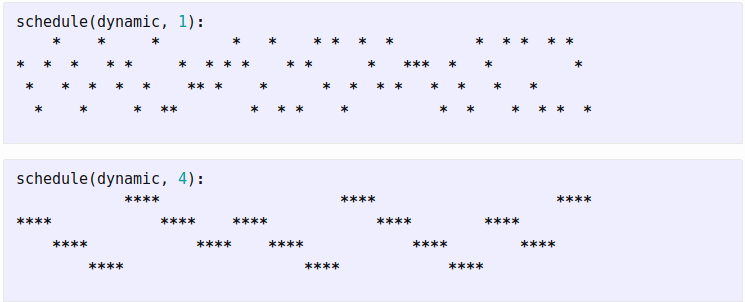 schedule(dynamic, 1):
    *    *     *        *   *    * *  *  *         *  * *  * *
*  *  *   * *     *  * * *    * *      *   ***  *   *         *
 *   *  *  *  *    ** *    *      *  *  * *   *  *   *   *
  *    *     *  **        *  * *    *          *  *    *  * *  *
schedule(dynamic, 4):
            ****                    ****                    ****
****            ****    ****            ****        ****
    ****            ****    ****            ****        ****
        ****                    ****            ****